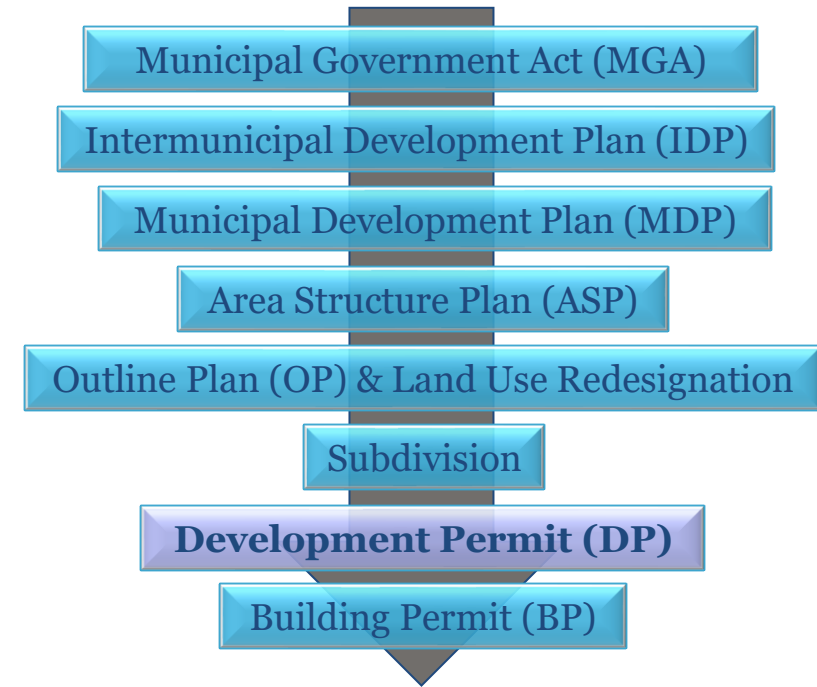 Municipal Government Act (MGA)
Intermunicipal Development Plan (IDP)
Municipal Development Plan (MDP)
Area Structure Plan (ASP)
Outline Plan (OP) & Land Use Redesignation
Subdivision
Development Permit (DP)
Building Permit (BP)